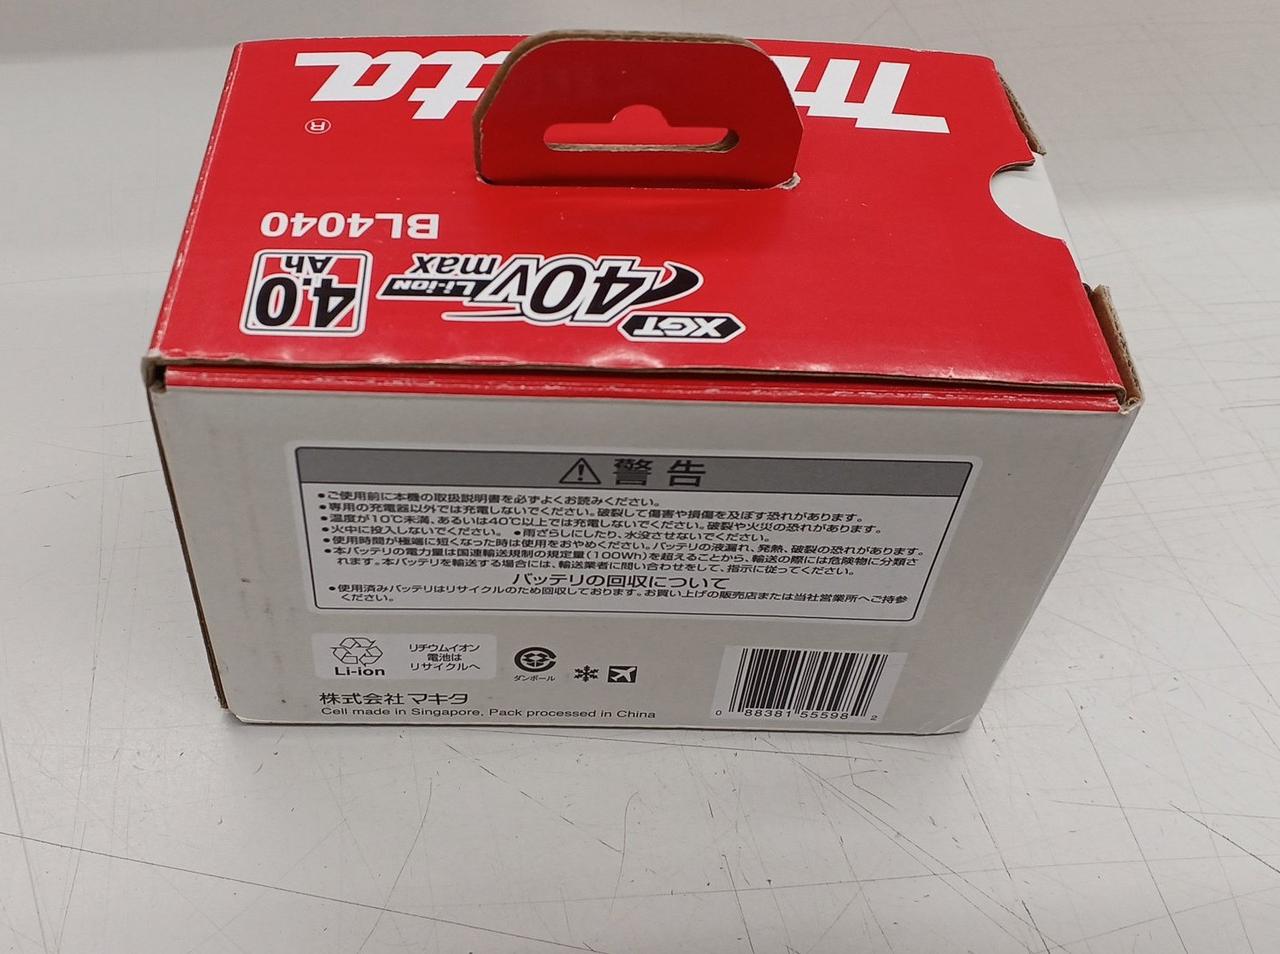 makita
®
BL4040
XGT
40Vmax
Li-ion
4.0
Ah
警告
●ご使用前に本機の取扱説明書を必ずよくお読みください。
●専用の充電器以外では充電しないでください。破裂して傷害や損傷を及ぼす恐れがあります。
●温度が10℃未満、あるいは40℃以上では充電しないでください。破裂や火災の恐れがあります。
●火中に投入しないでください。 ●雨ざらしにしたり、水没させないでください。
●使用時間が極端に短くなった時は使用をおやめください。バッテリの液漏れ、発熱、破裂の恐れがあります。
●本バッテリの電力量は国連輸送規制の規定量(100Wh)を超えることから、輸送の際には危険物に分類さ
れます。本バッテリを輸送する場合には、輸送業者に問い合わせをして、指示に従ってください。
バッテリの回収について
●使用済みバッテリはリサイクルのため回収しております。お買い上げの販売店または当社営業所へご持参
ください。
Li-ion
リチウムイオン
電池は
リサイクルへ
ダンボール
株式会社マキタ
Cell made in Singapore, Pack processed in China
0 88381 55598 2